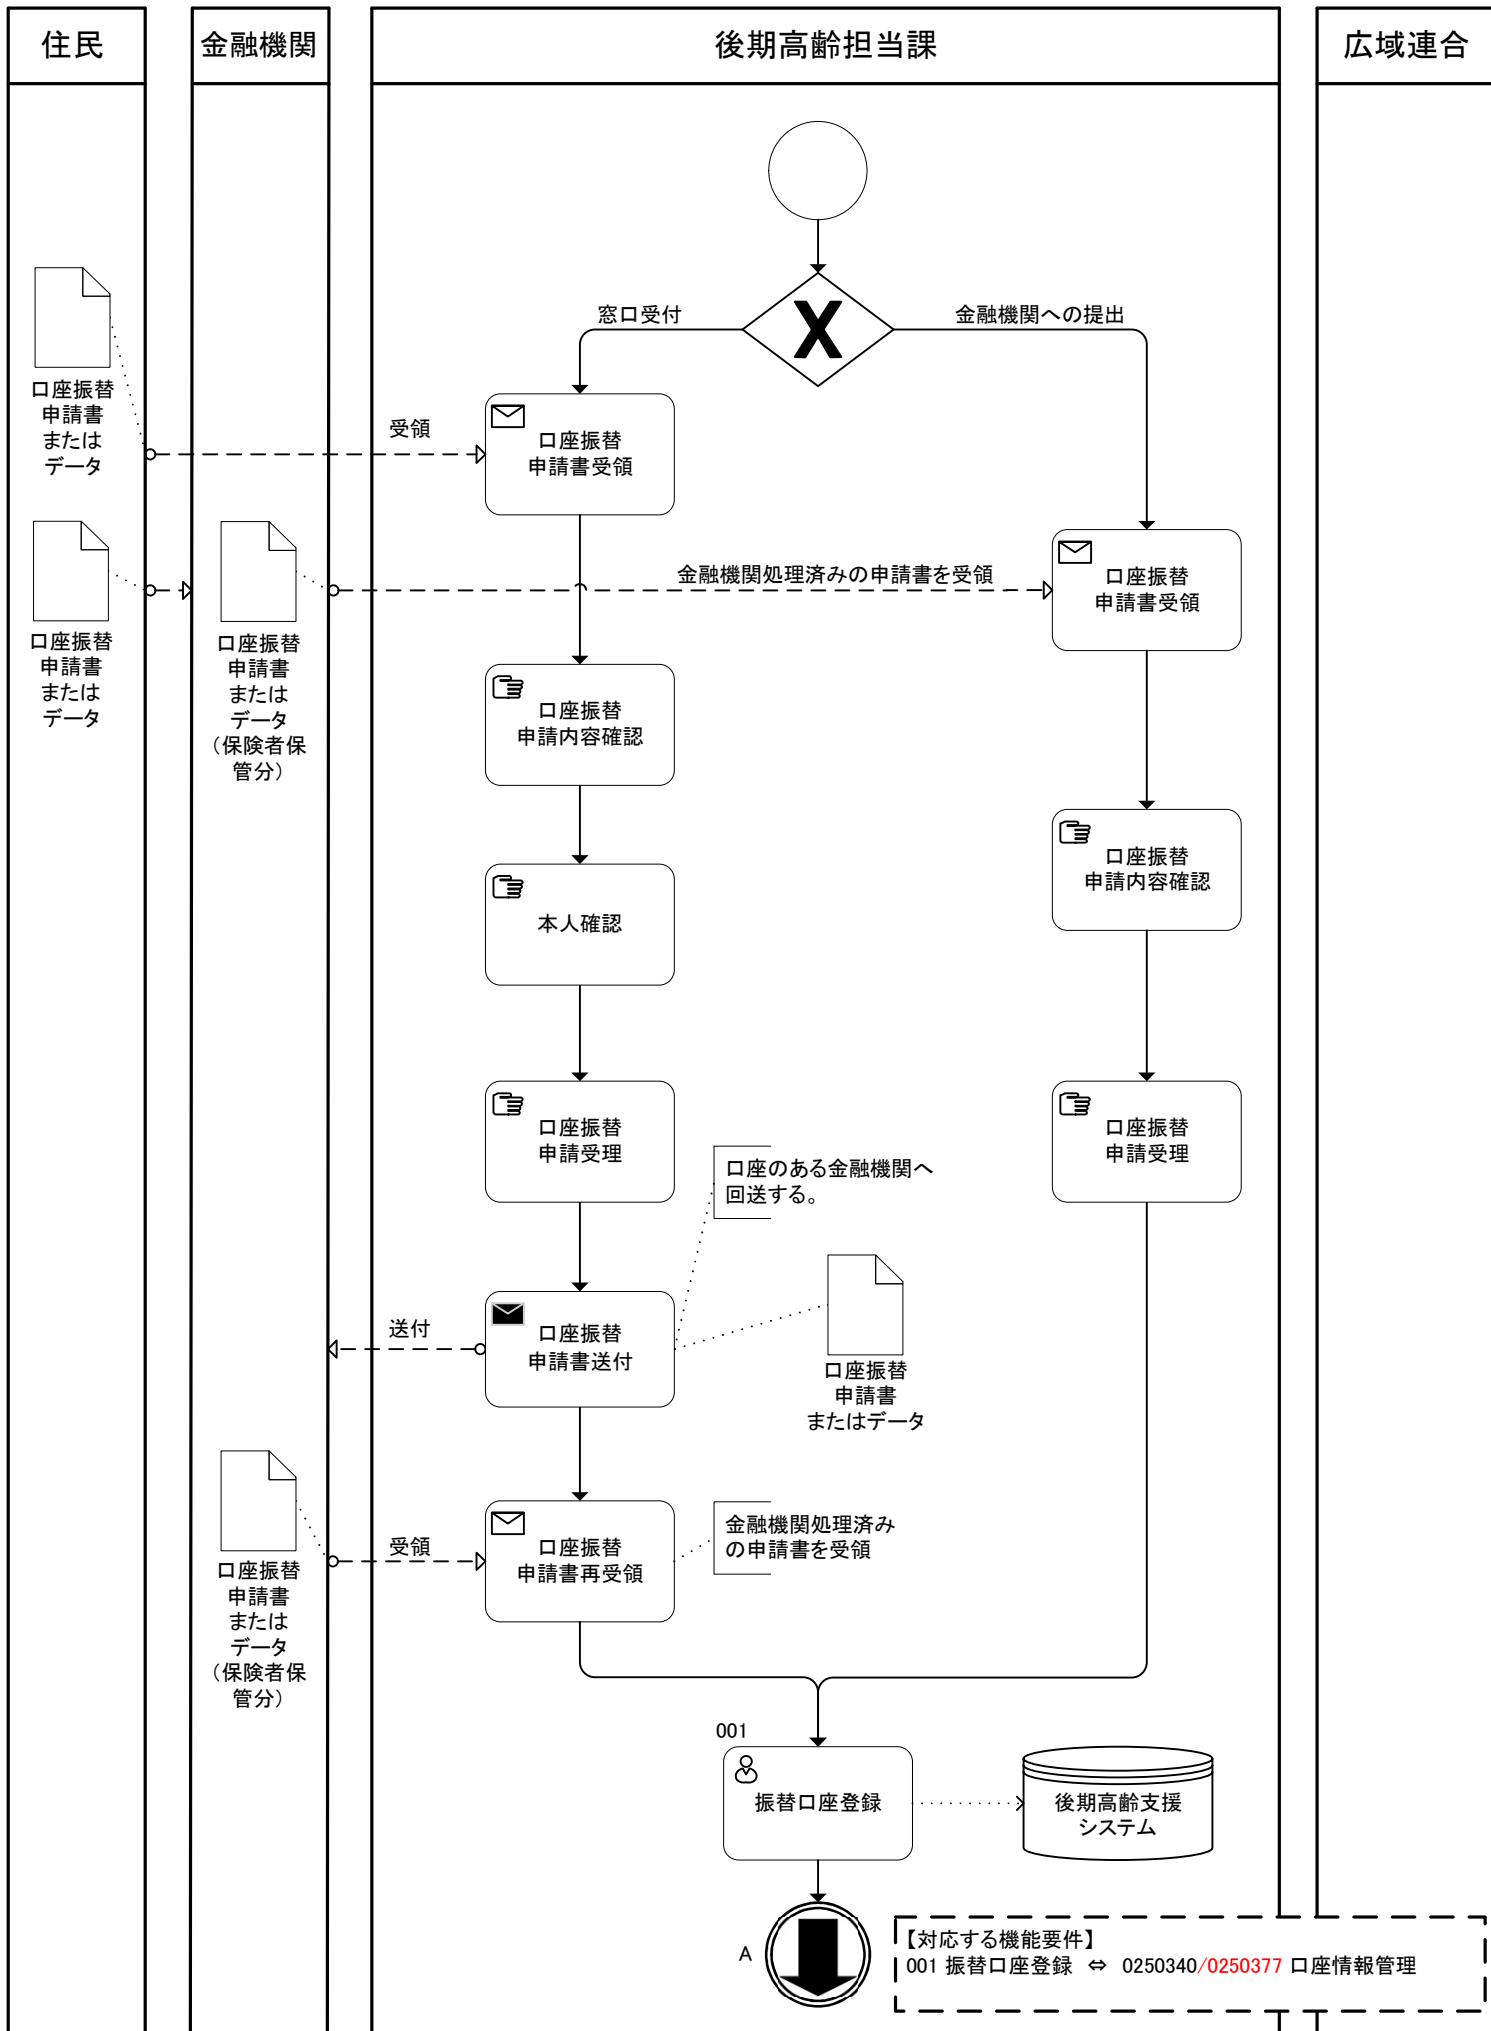 住民
金融機関
後期高齢担当課
広域連合
窓口受付
金融機関への提出
口座振替
申請書
または
データ
受領
口座振替
申請書受領
口座振替
申請書
または
データ
口座振替
申請書
または
データ
（保険者保
管分）
金融機関処理済みの申請書を受領
口座振替
申請書受領
口座振替
申請内容確認
口座振替
申請内容確認
本人確認
口座振替
申請受理
口座振替
申請受理
口座のある金融機関へ
回送する。
送付
口座振替
申請書送付
口座振替
申請書
またはデータ
口座振替
申請書
または
データ
（保険者保
管分）
受領
口座振替
申請書再受領
金融機関処理済み
の申請書を受領
001
振替口座登録
後期高齢支援
システム
A
【対応する機能要件】
001 振替口座登録 ⇔ 0250340/0250377 口座情報管理